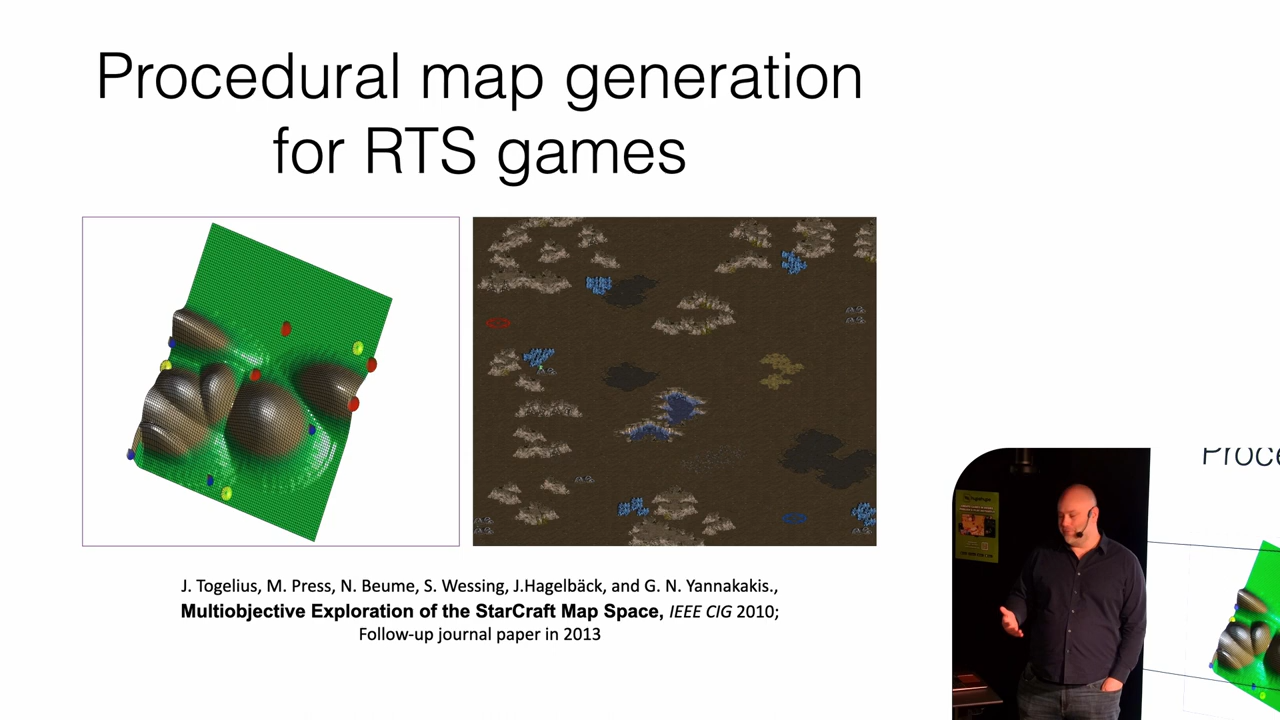 Procedural map generation
for RTS games
J. Togelius, M. Press, N. Beume, S. Wessing, J.Hagelbäck, and G. N. Yannakakis.,
Multiobjective Exploration of the StarCraft Map Space, IEEE CIG 2010;
Follow-up journal paper in 2013
Proce